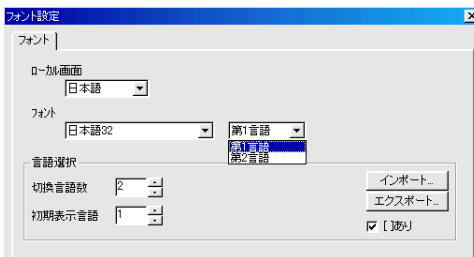 フォント設定
フォント
ローカル画面
日本語
フォント
日本語32
第1言語
第1言語
第2言語
言語選択
切換言語数
2
インポート...
エクスポート...
初期表示言語
1
[ ]あり